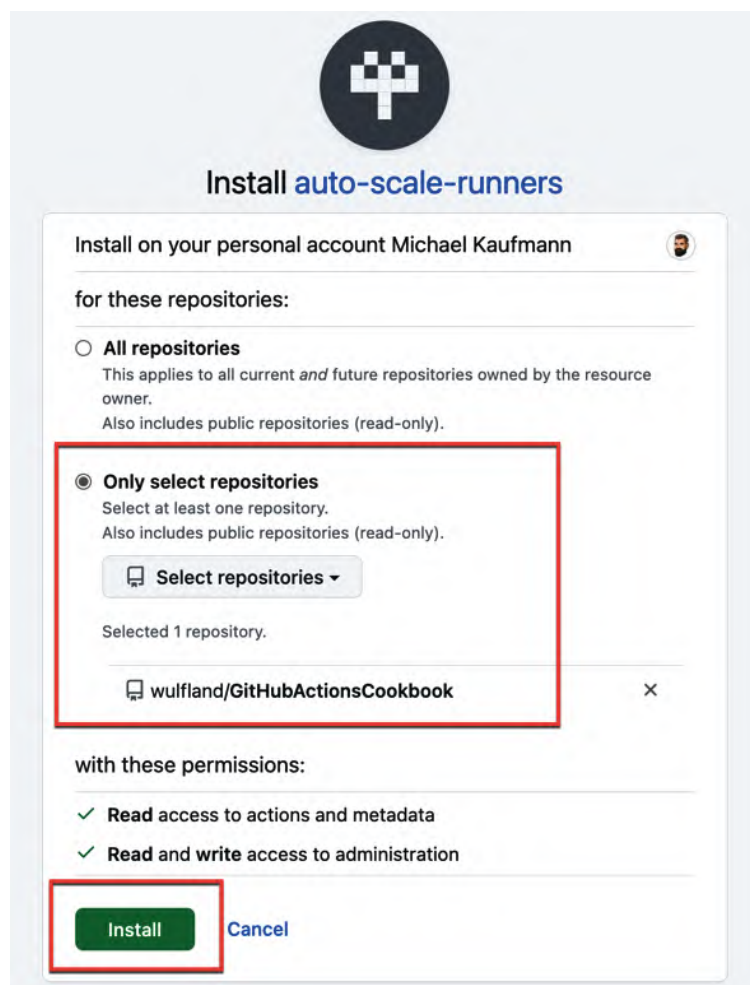 Install auto-scale-runners
Install on your personal account Michael Kaufmann
for these repositories:
All repositories
This applies to all current and future repositories owned by the resource
owner.
Also includes public repositories (read-only).
Only select repositories
Select at least one repository.
Also includes public repositories (read-only).
Select repositories
Selected 1 repository.
wulfland/GitHubActionsCookbook
with these permissions:
Read access to actions and metadata
Read and write access to administration
Install Cancel